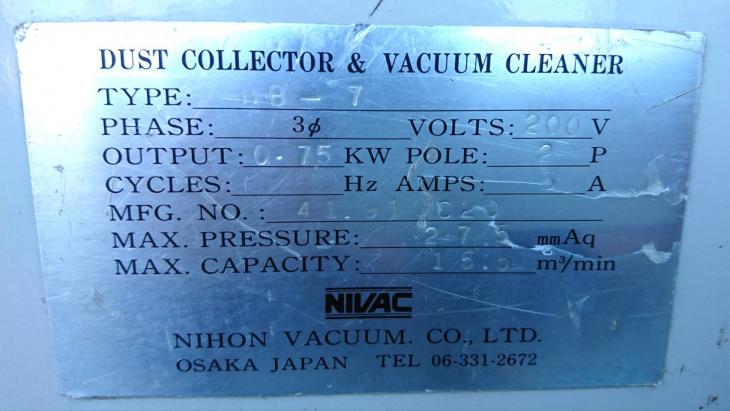 DUST COLLECTOR & VACUUM CLEANER
TYPE:
PHASE: 3φ VOLTS: 200 V
OUTPUT: 0.75 KW POLE: 2 P
CYCLES: Hz AMPS: A
MFG. NO.:
MAX. PRESSURE: mmAq
MAX. CAPACITY: 15.5 m³/min
NIVAC
NIHON VACUUM. CO., LTD.
OSAKA JAPAN TEL 06-331-2672